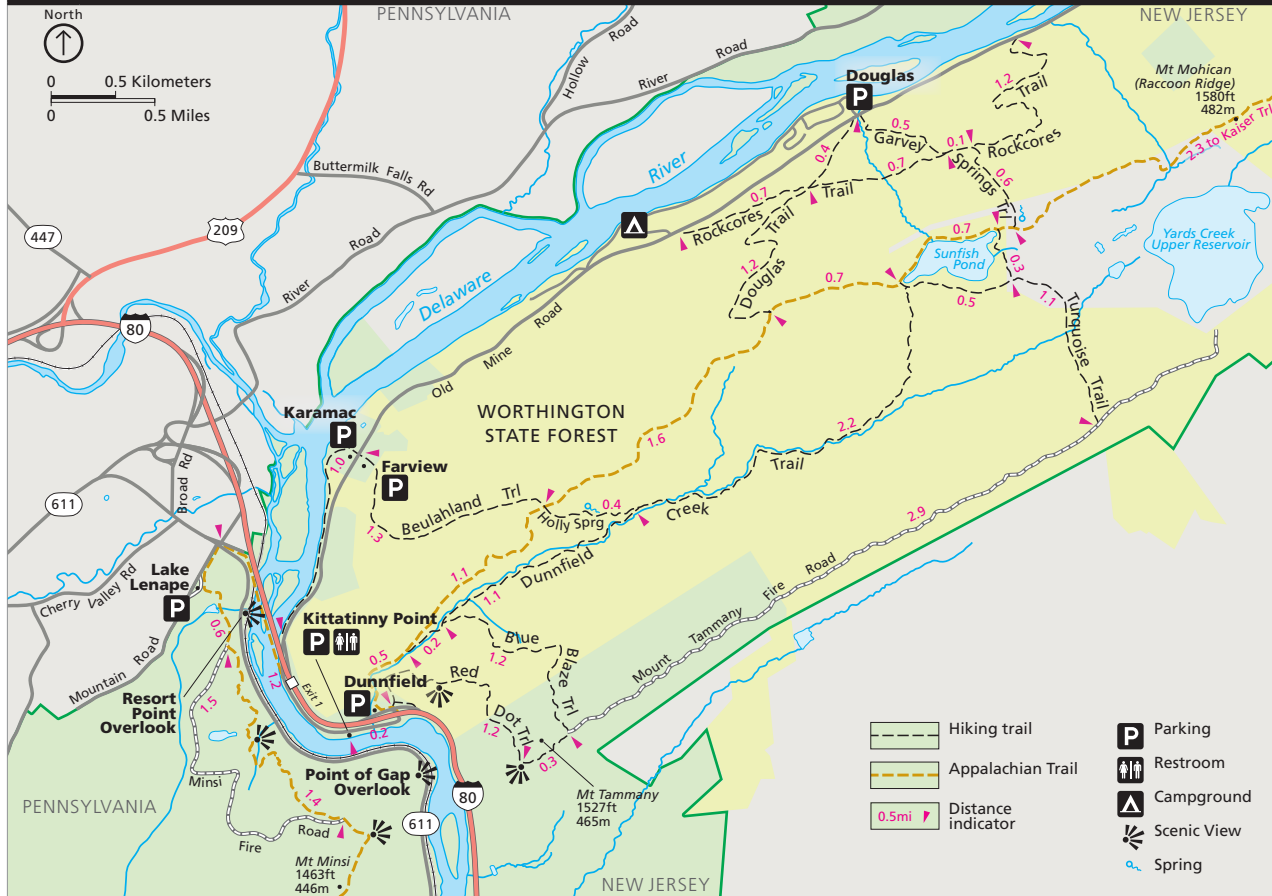 PENNSYLVANIA
NEW JERSEY
North
0 0.5 Kilometers
0 0.5 Miles
Hollow
Road
River
Road
Douglas
P
Mt Mohican
(Raccoon Ridge)
1580ft
482m
2.3 to Kaiser Trl
1.2
Trail
Rockcores
0.1
0.5
Garvey
Springs
Trl
0.6
0.4
0.7
Trail
0.7
Rockcores
Buttermilk Falls Rd
447
209
River
Road
River
Delaware
Trail
1.2
Douglas
0.7
0.7
Sunfish
Pond
0.3
0.5
1.1
Turquoise
Trail
Yards Creek
Upper Reservoir
80
Old
Mine
Road
Karamac
P
1.0
Farview
P
WORTHINGTON
STATE FOREST
1.6
2.2
Trail
Creek
Broad Rd
611
Beulahland
Trl
1.3
0.4
Holly Sprg
2.9
Cherry
Valley
Rd
Lake
Lenape
P
1.1
Dunnfield
1.1
Mount
Tammany
Fire
Road
Kittatinny Point
P
0.6
Mountain
Road
1.2
Exit 1
0.5
0.2
Blue
1.2
Blaze
Trl
Red
Dot
Trl
1.2
0.3
Dunnfield
P
0.2
Resort
Point
Overlook
1.5
Minsi
Point of Gap
Overlook
1.4
Road
Fire
80
611
Mt Tammany
1527ft
465m
PENNSYLVANIA
Mt Minsi
1463ft
446m
NEW JERSEY
Hiking trail
Appalachian Trail
0.5mi
Distance
indicator
P
Parking
Restroom
Campground
Scenic View
Spring